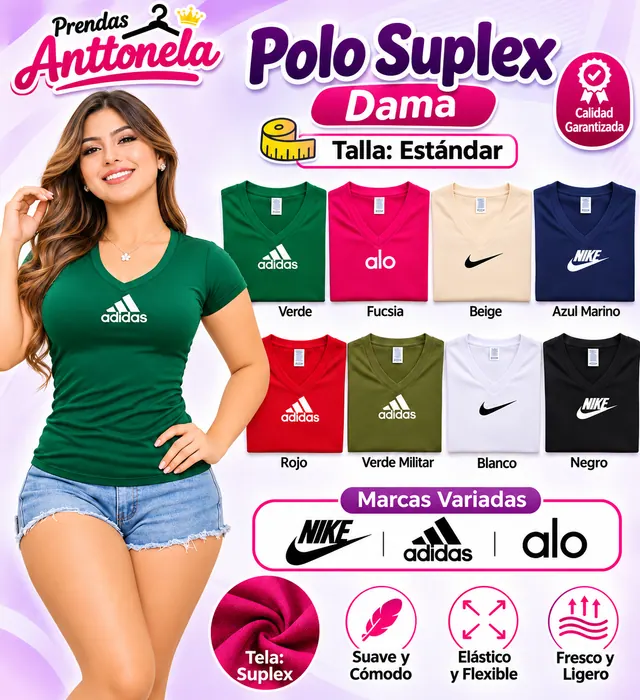 Prendas
Anttonela
Polo Suplex
Dama
Talla: Estándar
Calidad
Garantizada
adidas
adidas
alo
NIKE
Verde
Fucsia
Beige
Azul Marino
adidas
adidas
NIKE
Rojo
Verde Militar
Blanco
Negro
Marcas Variadas
NIKE
adidas
alo
Tela:
Suplex
Suave y
Cómodo
Elástico
y Flexible
Fresco y
Ligero